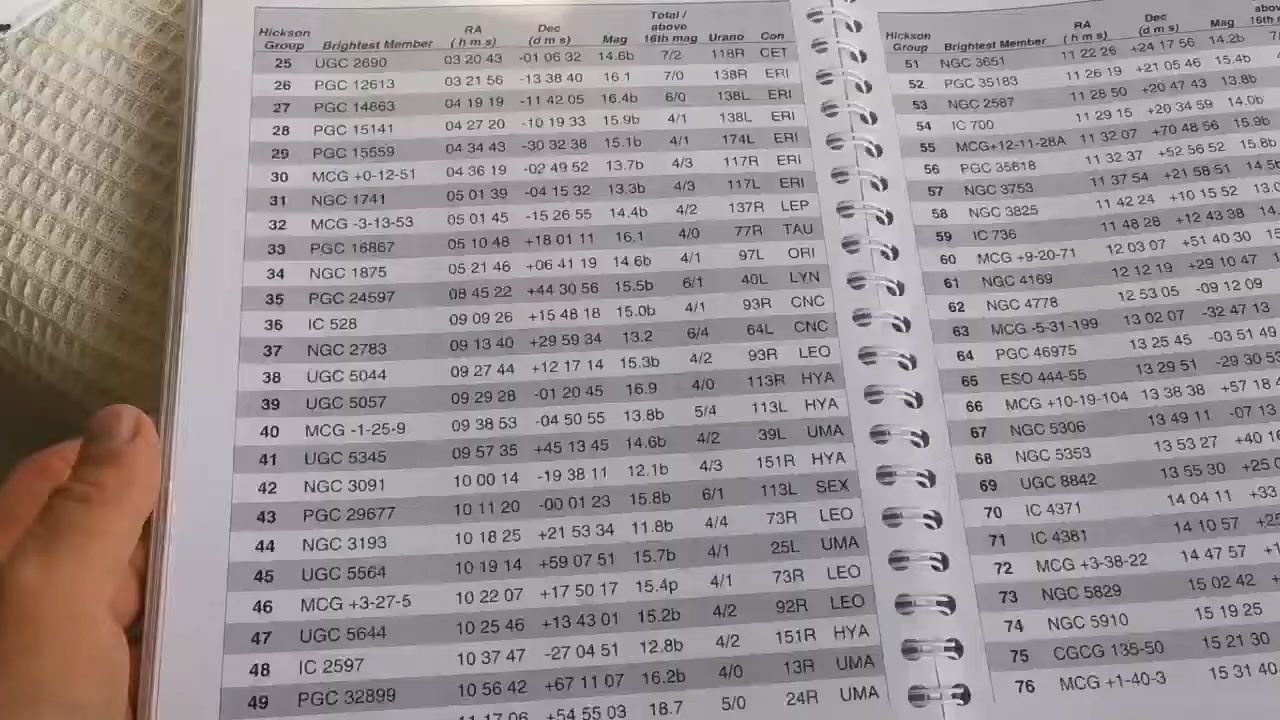 Hickson Group Brightest Member RA (h m s) Dec (d m s) Mag Total / above 16th mag Urano Con
25 UGC 2690 03 20 43 -01 06 32 14.6b 7/2 118R CET
26 PGC 12613 03 21 56 -13 38 40 16.1 7/0 138R ERI
27 PGC 14663 04 19 19 -11 42 05 16.4b 6/0 138L ERI
28 PGC 15141 04 27 20 -10 19 33 15.9b 4/1 138L ERI
29 PGC 15559 04 34 43 -30 32 38 15.1b 4/1 174L ERI
30 MCG +0-12-51 04 36 19 -02 49 52 13.7b 4/3 117R ERI
31 NGC 1741 05 01 39 -04 15 32 13.3b 4/3 117L ERI
32 MCG -3-13-53 05 01 45 -15 26 55 14.4b 4/2 137R LEP
33 PGC 16867 05 10 48 +18 01 11 16.1 4/0 77R TAU
34 NGC 1875 05 21 46 +06 41 19 14.6b 4/1 97L ORI
35 PGC 24597 08 45 22 +44 30 56 15.5b 6/1 40L LYN
36 IC 528 09 09 26 +15 48 18 15.0b 4/1 93R CNC
37 NGC 2783 09 13 40 +29 59 34 13.2 6/4 64L CNC
38 UGC 5044 09 27 44 +12 17 14 15.3b 4/2 93R LEO
39 UGC 5057 09 29 28 -01 20 45 16.9 4/0 113R HYA
40 MCG -1-25-9 09 38 53 -04 50 55 13.8b 5/4 113L HYA
41 UGC 5345 09 57 35 +45 13 45 14.6b 4/2 39L UMA
42 NGC 3091 10 00 14 -19 38 11 12.1b 4/3 151R HYA
43 PGC 29677 10 11 20 -00 01 23 15.8b 6/1 113L SEX
44 NGC 3193 10 18 25 +21 53 34 11.8b 4/4 73R LEO
45 UGC 5564 10 19 14 +59 07 51 15.7b 4/1 25L UMA
46 MCG +3-27-5 10 22 07 +17 50 17 15.4p 4/1 73R LEO
47 UGC 5644 10 25 46 +13 43 01 15.2b 4/2 92R LEO
48 IC 2597 10 37 47 -27 04 51 12.8b 4/2 151R HYA
49 PGC 32899 10 56 42 +67 11 07 16.2b 4/0 13R UMA
11 17 06 +54 55 03 18.7 5/0 24R UMA
Hickson Group Brightest Member RA (h m s) Dec (d m s) Mag 16th
51 NGC 3651 11 22 26 +24 17 56 14.2b
52 PGC 35183 11 26 19 +21 05 46 15.4b
53 NGC 2587 11 28 50 +20 47 43 13.8b
54 IC 700 11 29 15 +20 34 59 14.0b
55 MCG+12-11-28A 11 32 07 +70 48 56 15.9b
56 PGC 35618 11 32 37 +52 56 52 15.8b
57 NGC 3753 11 37 54 +21 58 51
58 NGC 3825 11 42 24 +10 15 52
59 IC 736 11 48 28 +12 43 38
60 MCG +9-20-71 12 03 07 +51 40 30
61 NGC 4169 12 12 19 +29 10 47
62 NGC 4778 12 53 05 -09 12 09
63 MCG -5-31-199 13 02 07 -32 47 13
64 PGC 46975 13 25 45 -03 51 49
65 ESO 444-55 13 29 51 -29 30 53
66 MCG +10-19-104 13 38 38 +57 18
67 NGC 5306 13 49 11 -07 13
68 NGC 5353 13 53 27 +40
69 UGC 8842 13 55 30 +25
70 IC 4371 14 04 11 +33
71 IC 4381 14 10 57
72 MCG +3-38-22 14 47 57
73 NGC 5829 15 02 42
74 NGC 5910 15 19 25
75 CGCG 135-50 15 21 30
76 MCG +1-40-3 15 31 40